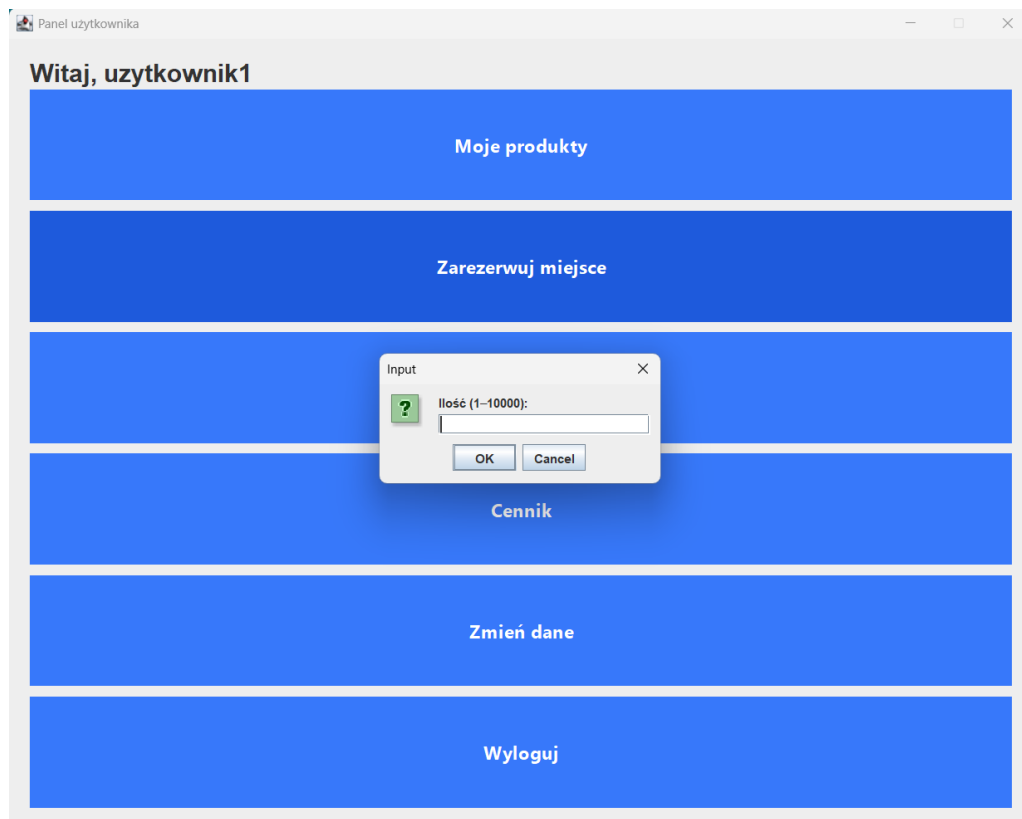 Panel użytkownika
Witaj, uzytkownik1
Moje produkty
Zarezerwuj miejsce
Input
?
Ilość (1–10000):
OK Cancel
Cennik
Zmień dane
Wyloguj